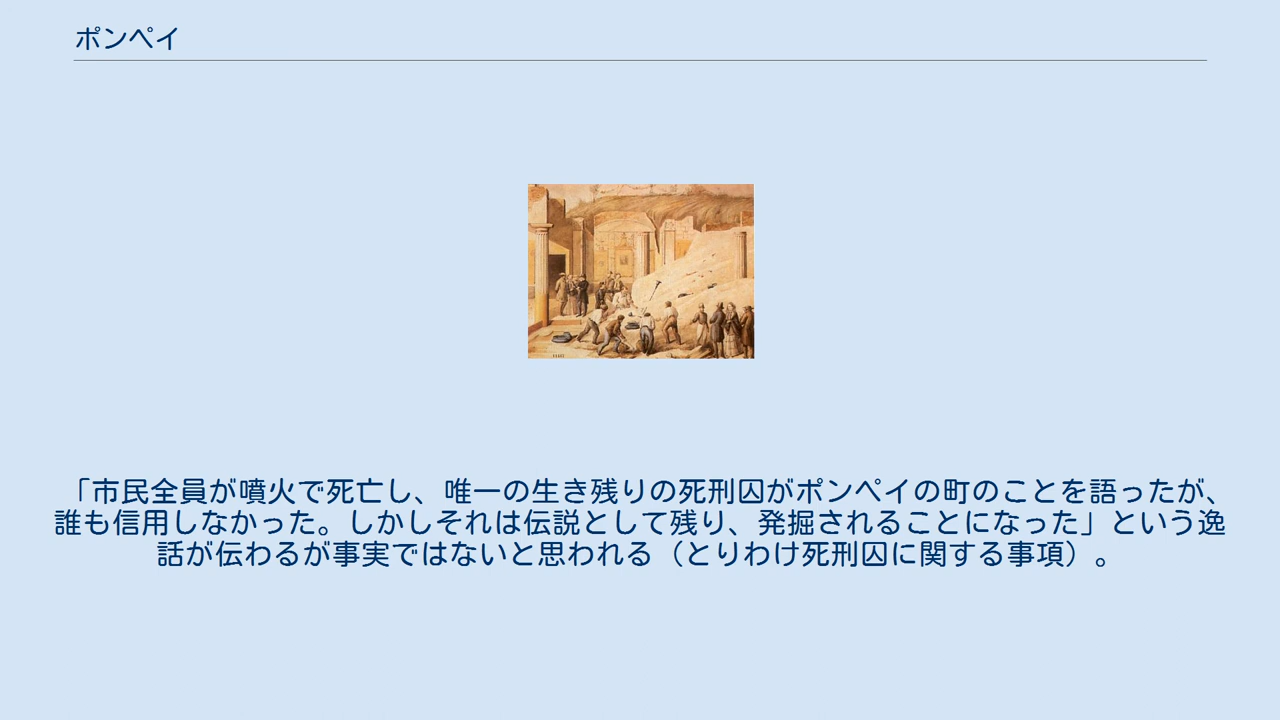 ポンペイ
「市民全員が噴火で死亡し、唯一の生き残りの死刑囚がポンペイの町のことを語ったが、
誰も信用しなかった。しかしそれは伝説として残り、発掘されることになった」という逸
話が伝わるが事実ではないと思われる（とりわけ死刑囚に関する事項）。